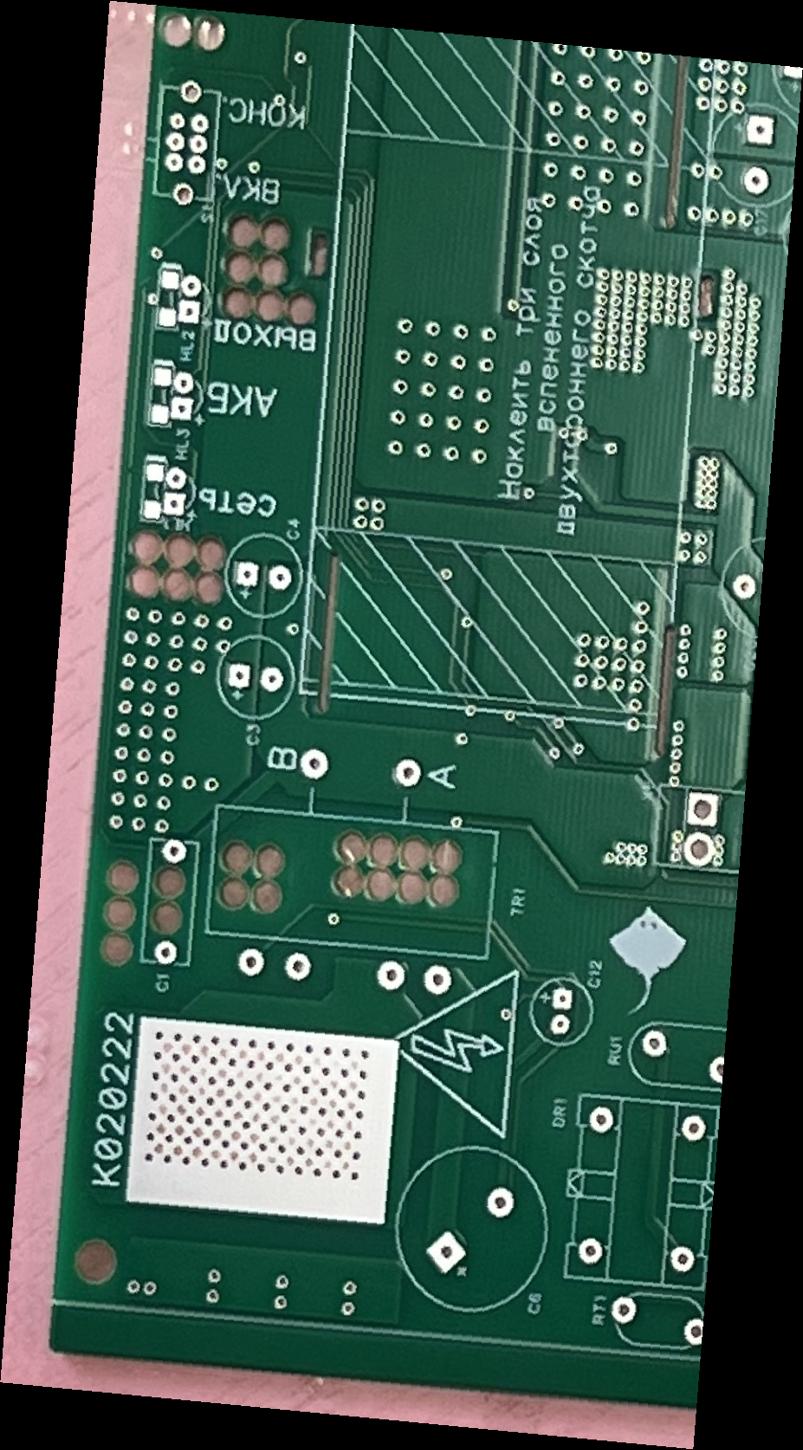 КОНС.
ВКЛ.
ВЫХОД
HL2
АКБ
HL3
сеть
C4
C3
Наклеить три слоя
вспененного
двухстороннего скотча
B
A
TR1
C1
C12
K020222
RU1
DR1
C6
RT1
C17